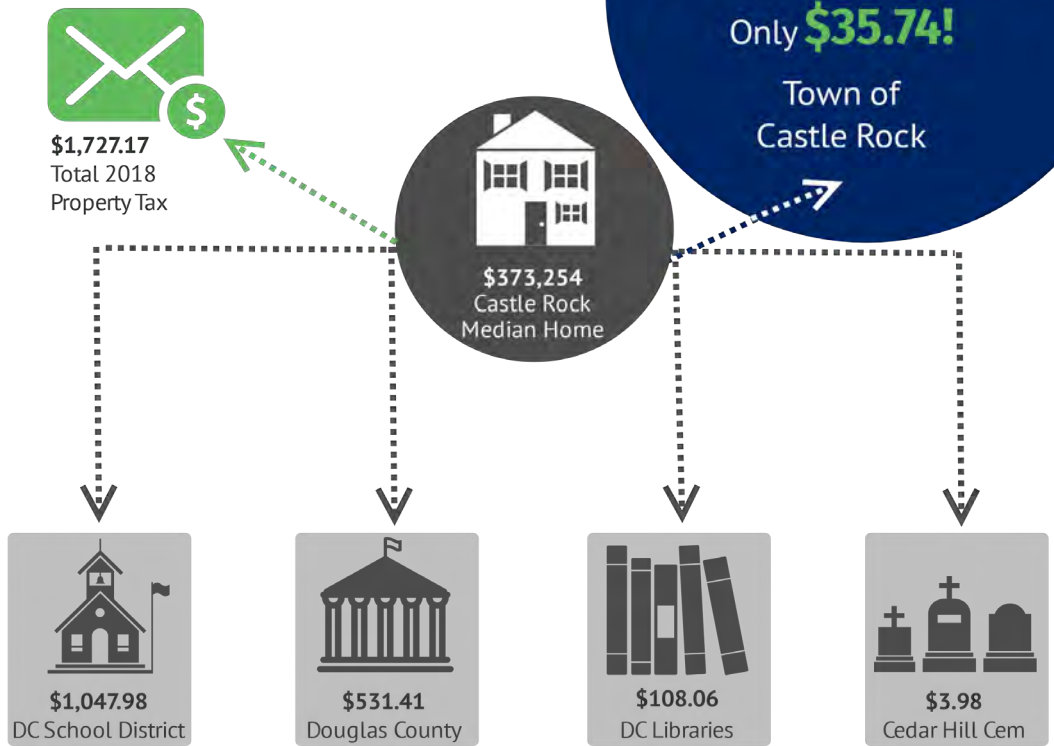 Only $35.74!
Town of
Castle Rock
$
$1,727.17
Total 2018
Property Tax
$373,254
Castle Rock
Median Home
$1,047.98
DC School District
$531.41
Douglas County
$108.06
DC Libraries
$3.98
Cedar Hill Cem